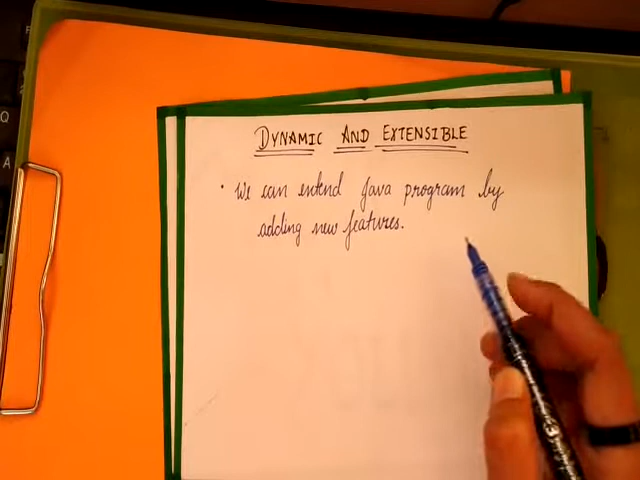 DYNAMIC AND EXTENSIBLE
• We can extend Java program by
adding new features.
Q
A